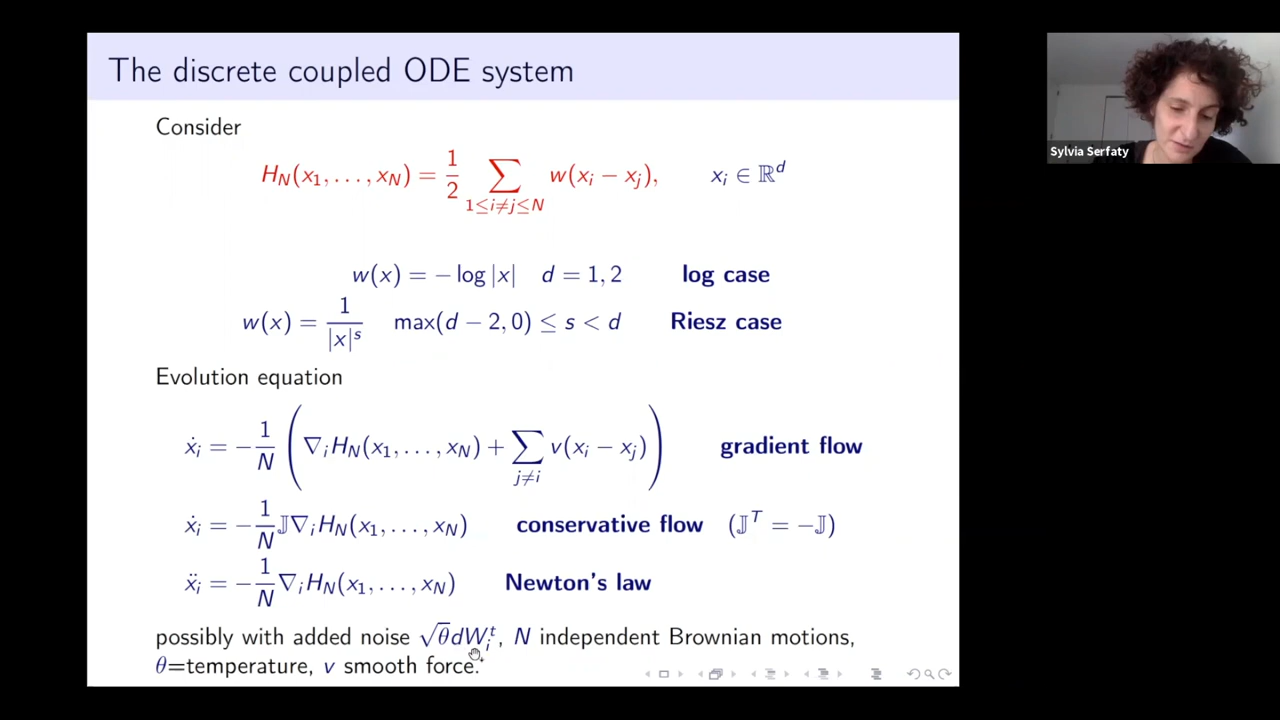 The discrete coupled ODE system
Sylvia Serfaty
Consider
H_N(x_1, . . . , x_N) = 1/2 ∑_{1≤i≠j≤N} w(x_i − x_j), x_i ∈ ℝ^d
w(x) = − log |x| d = 1, 2 log case
w(x) = 1/|x|^s max(d − 2, 0) ≤ s < d Riesz case
Evolution equation
ẋ_i = −1/N (∇_i H_N(x_1, . . . , x_N) + ∑_{j≠i} v(x_i − x_j)) gradient flow
ẋ_i = −1/N 𝕁∇_i H_N(x_1, . . . , x_N) conservative flow (𝕁^T = −𝕁)
ẍ_i = −1/N ∇_i H_N(x_1, . . . , x_N) Newton's law
possibly with added noise √θdW_i^t, N independent Brownian motions,
θ=temperature, v smooth force.